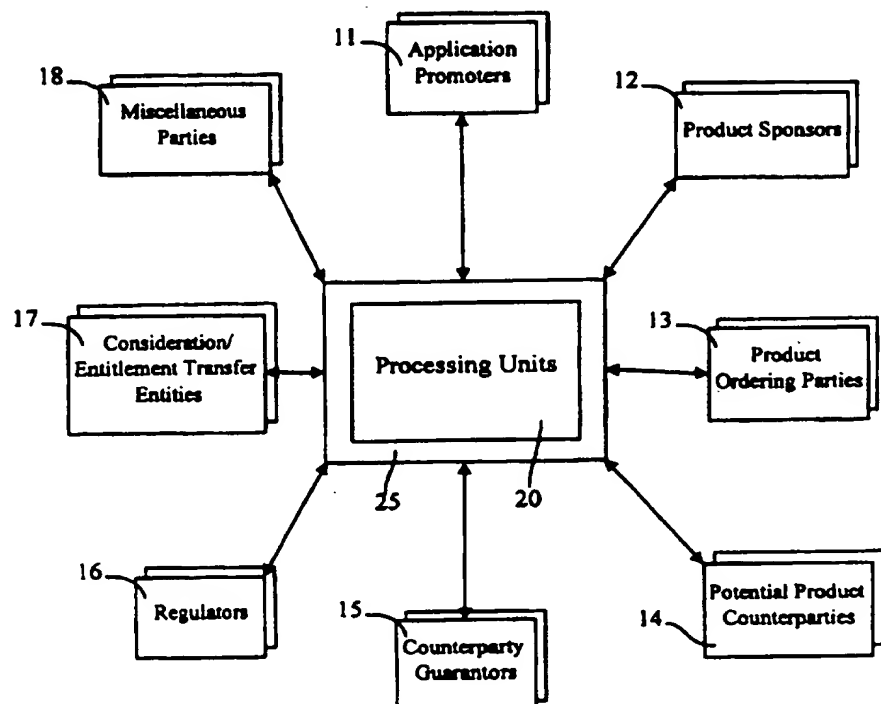 11
Application
Promoters
18
Miscellaneous
Parties
12
Product Sponsors
17
Consideration/
Entitlement Transfer
Entities
Processing Units
13
Product
Ordering Parties
25
20
16
Regulators
15
Counterparty
Guarantors
Potential Product
Counterparties
14